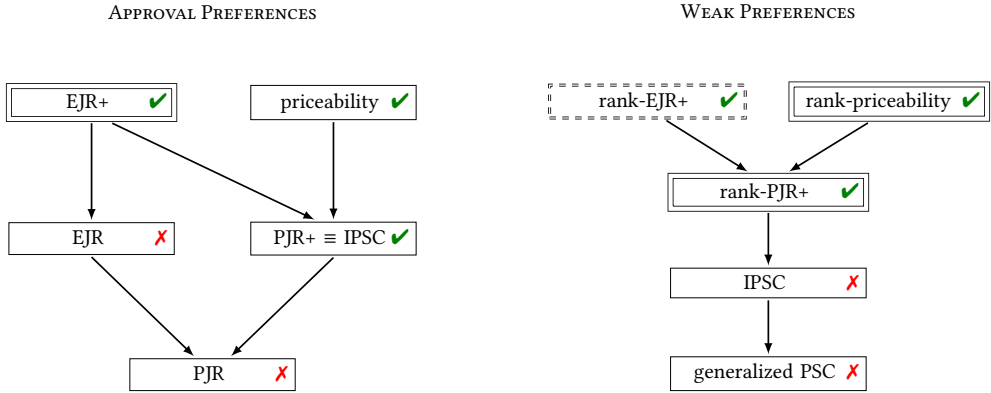 APPROVAL PREFERENCES
EJR+ ✔
priceability ✔
EJR ✗
PJR+ ≡ IPSC ✔
PJR ✗
WEAK PREFERENCES
rank-EJR+ ✔
rank-priceability ✔
rank-PJR+ ✔
IPSC ✗
generalized PSC ✗